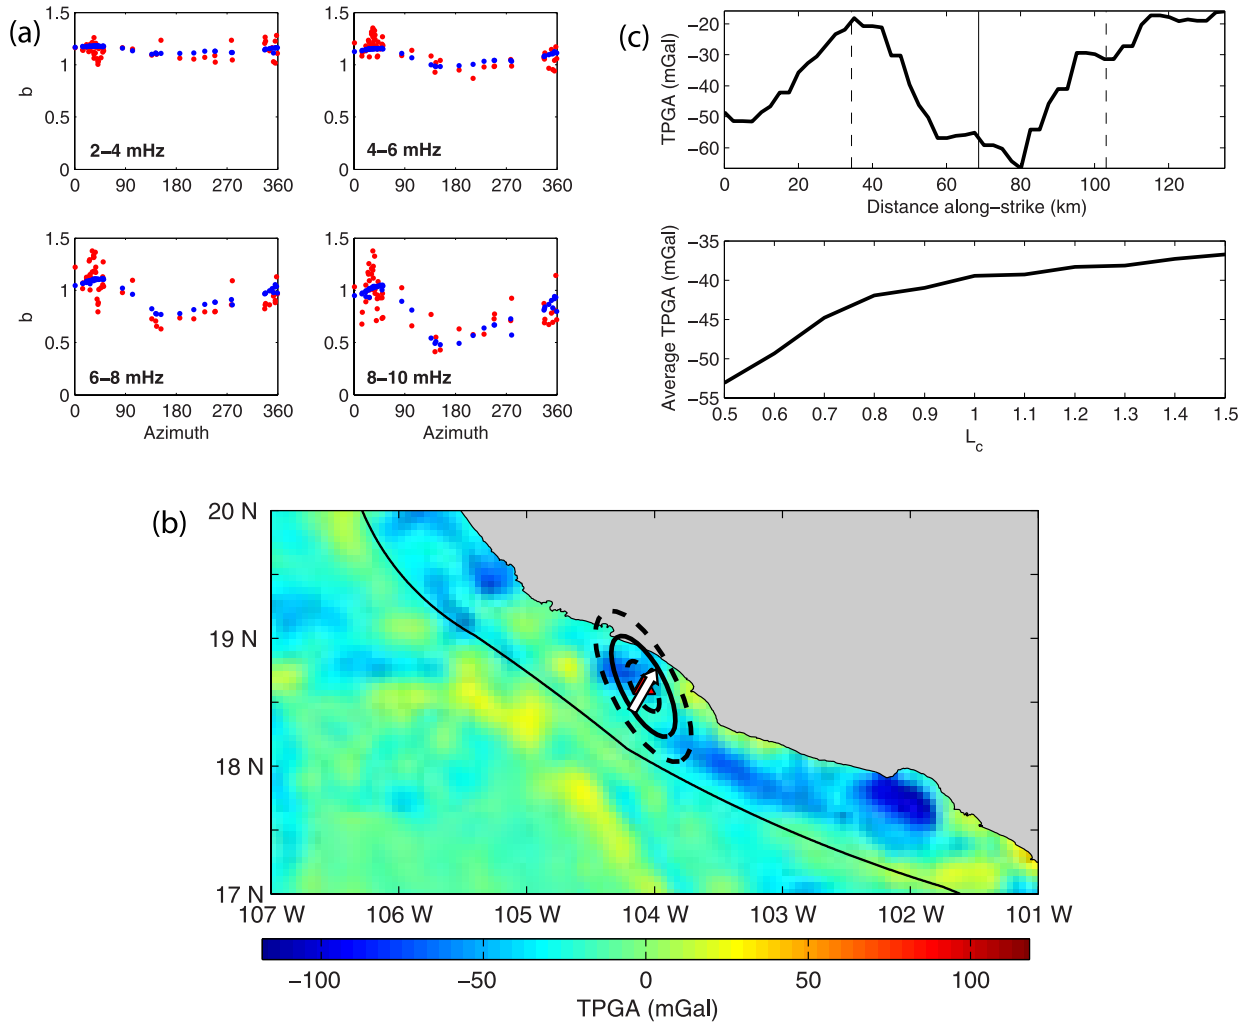 (a)
1.5
1
0.5
0
b
2–4 mHz
0 90 180 270 360
1.5
1
0.5
0
4–6 mHz
0 90 180 270 360
1.5
1
0.5
0
b
6–8 mHz
0 90 180 270 360
Azimuth
1.5
1
0.5
0
8–10 mHz
0 90 180 270 360
Azimuth
(c)
TPGA (mGal)
−20
−30
−40
−50
−60
0 20 40 60 80 100 120
Distance along−strike (km)
Average TPGA (mGal)
−35
−40
−45
−50
−55
0.5 0.6 0.7 0.8 0.9 1 1.1 1.2 1.3 1.4 1.5
Lc
(b)
20 N
19 N
18 N
17 N
107 W 106 W 105 W 104 W 103 W 102 W 101 W
−100 −50 0 50 100
TPGA (mGal)